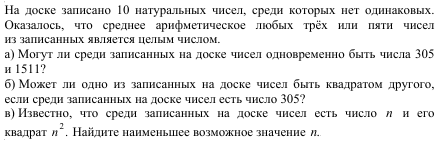 На доске записано 10 натуральных чисел, среди которых нет одинаковых.
Оказалось, что среднее арифметическое любых трёх или пяти чисел
из записанных является целым числом.
а) Могут ли среди записанных на доске чисел одновременно быть числа 305
и 1511?
б) Может ли одно из записанных на доске чисел быть квадратом другого,
если среди записанных на доске чисел есть число 305?
в) Известно, что среди записанных на доске чисел есть число n и его
квадрат n². Найдите наименьшее возможное значение n.